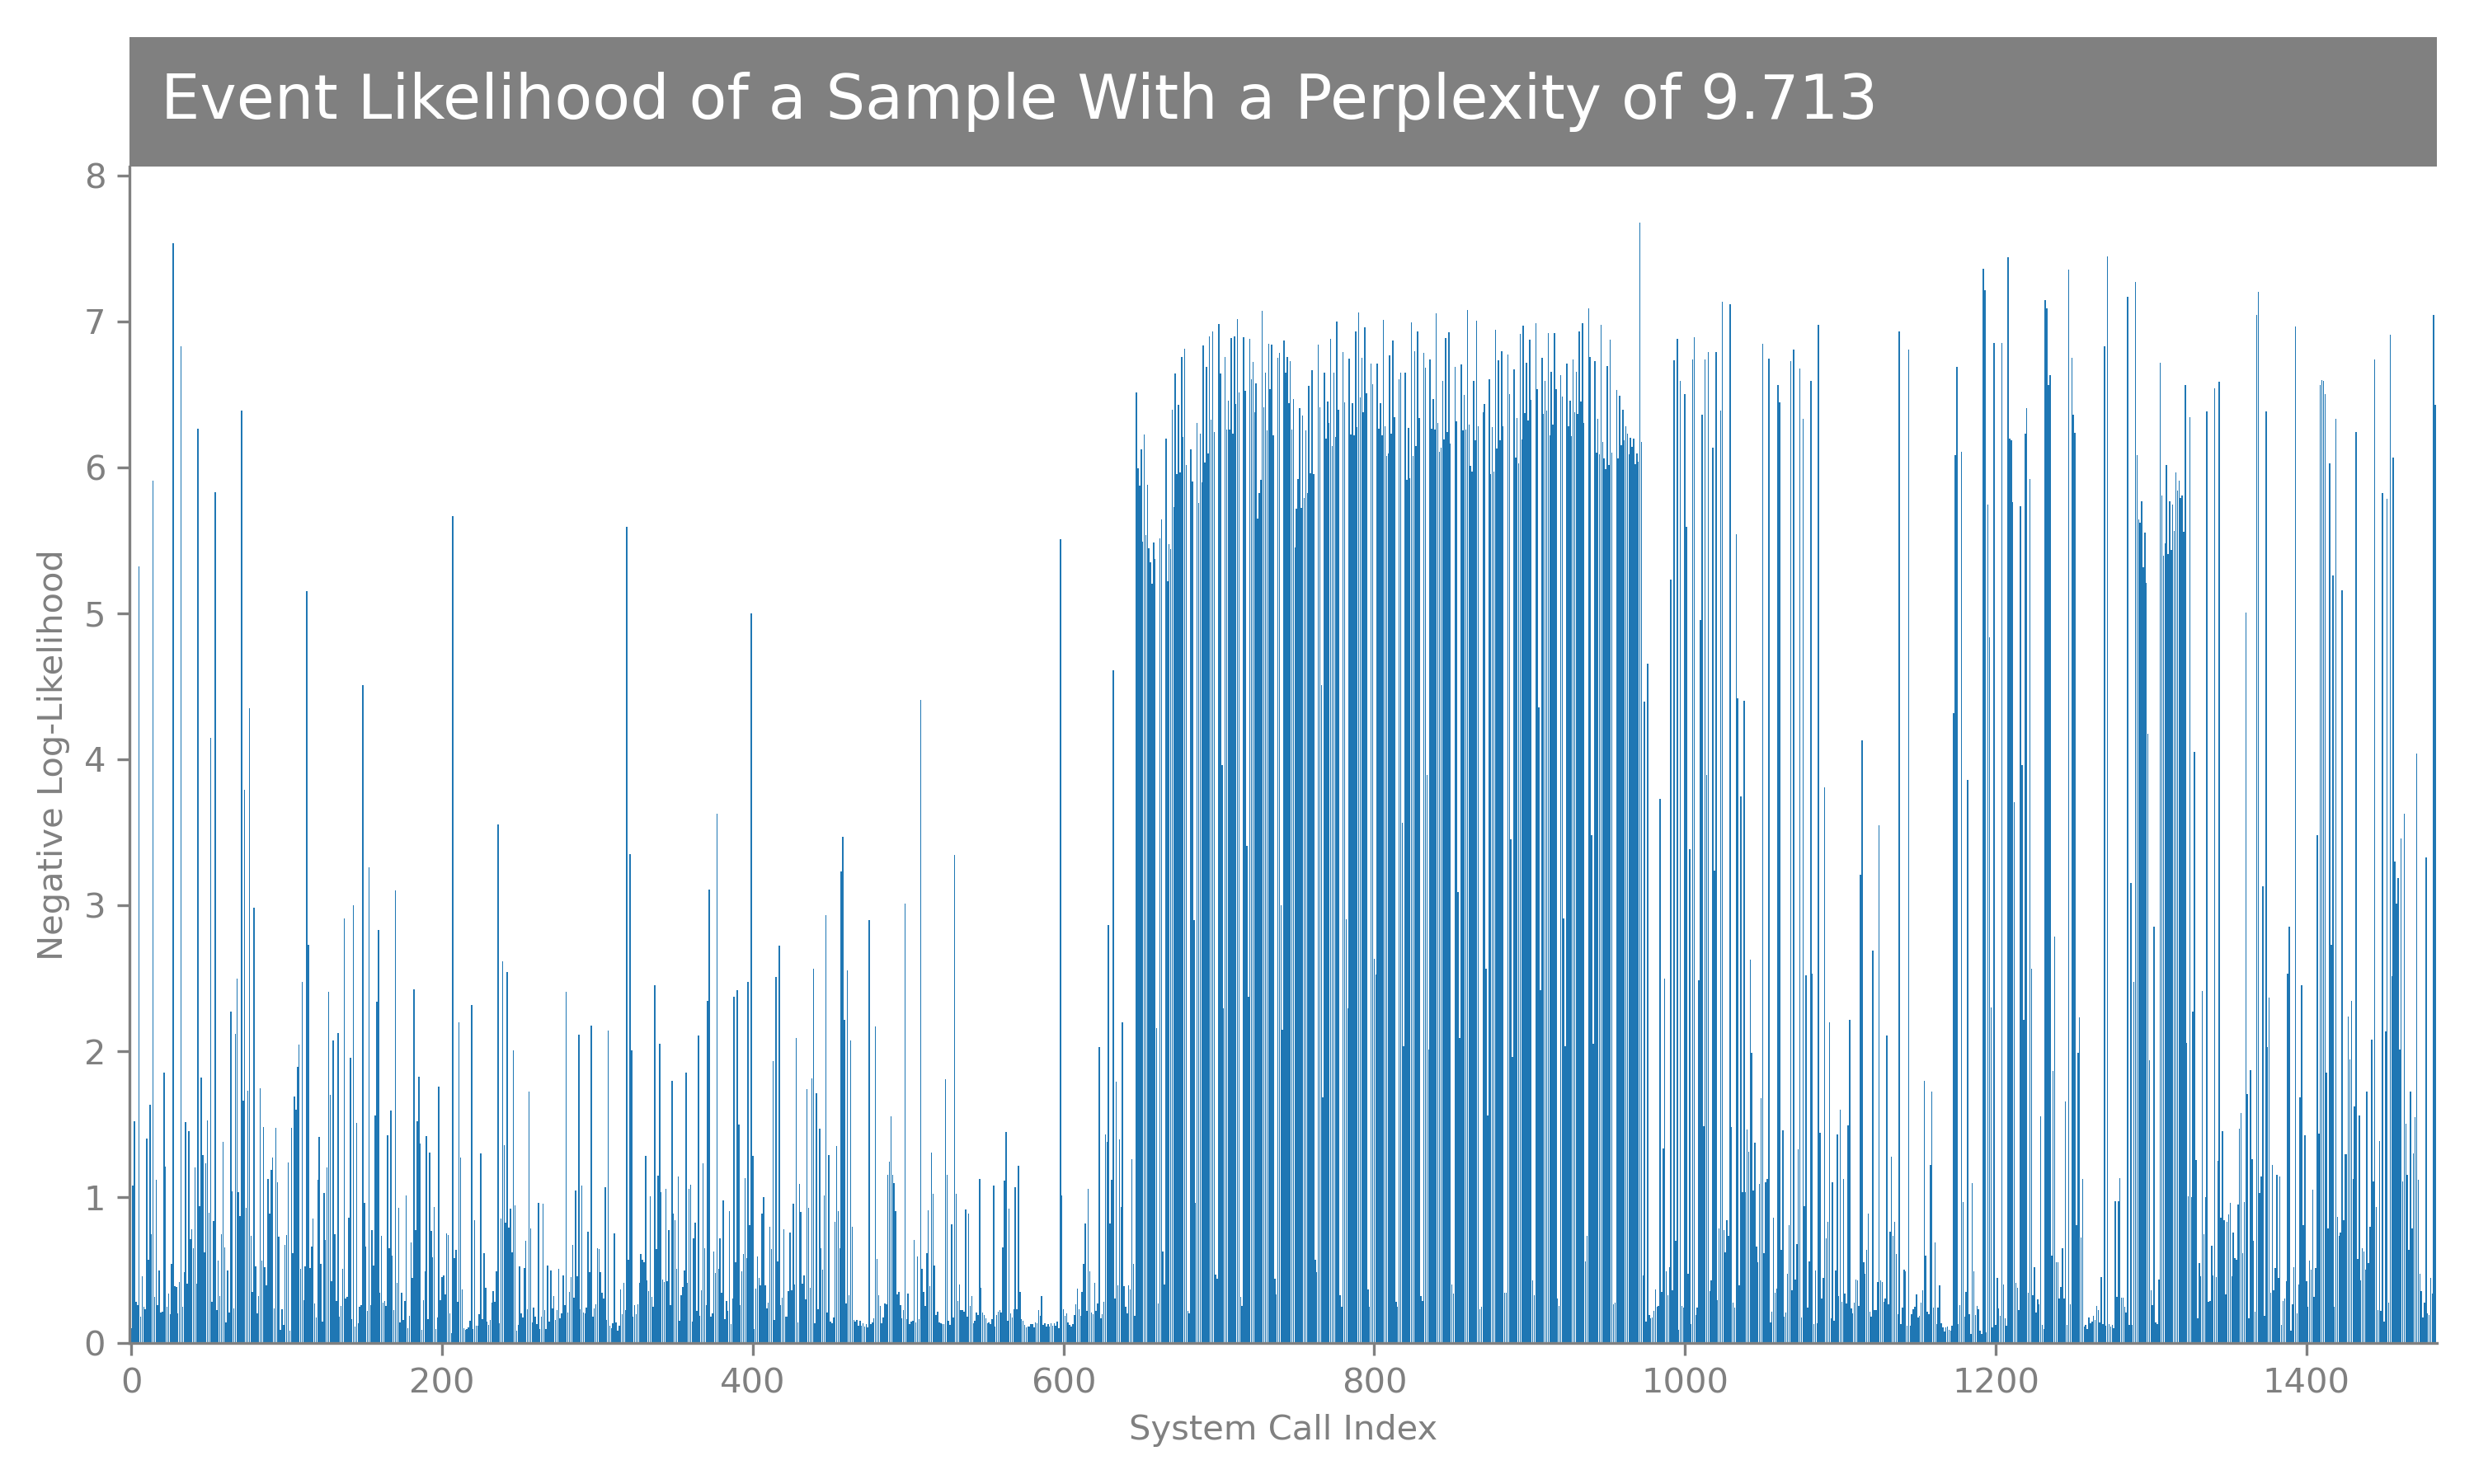 Event Likelihood of a Sample With a Perplexity of 9.713
8
7
6
5
4
3
2
1
0
Negative Log-Likelihood
0 200 400 600 800 1000 1200 1400
System Call Index